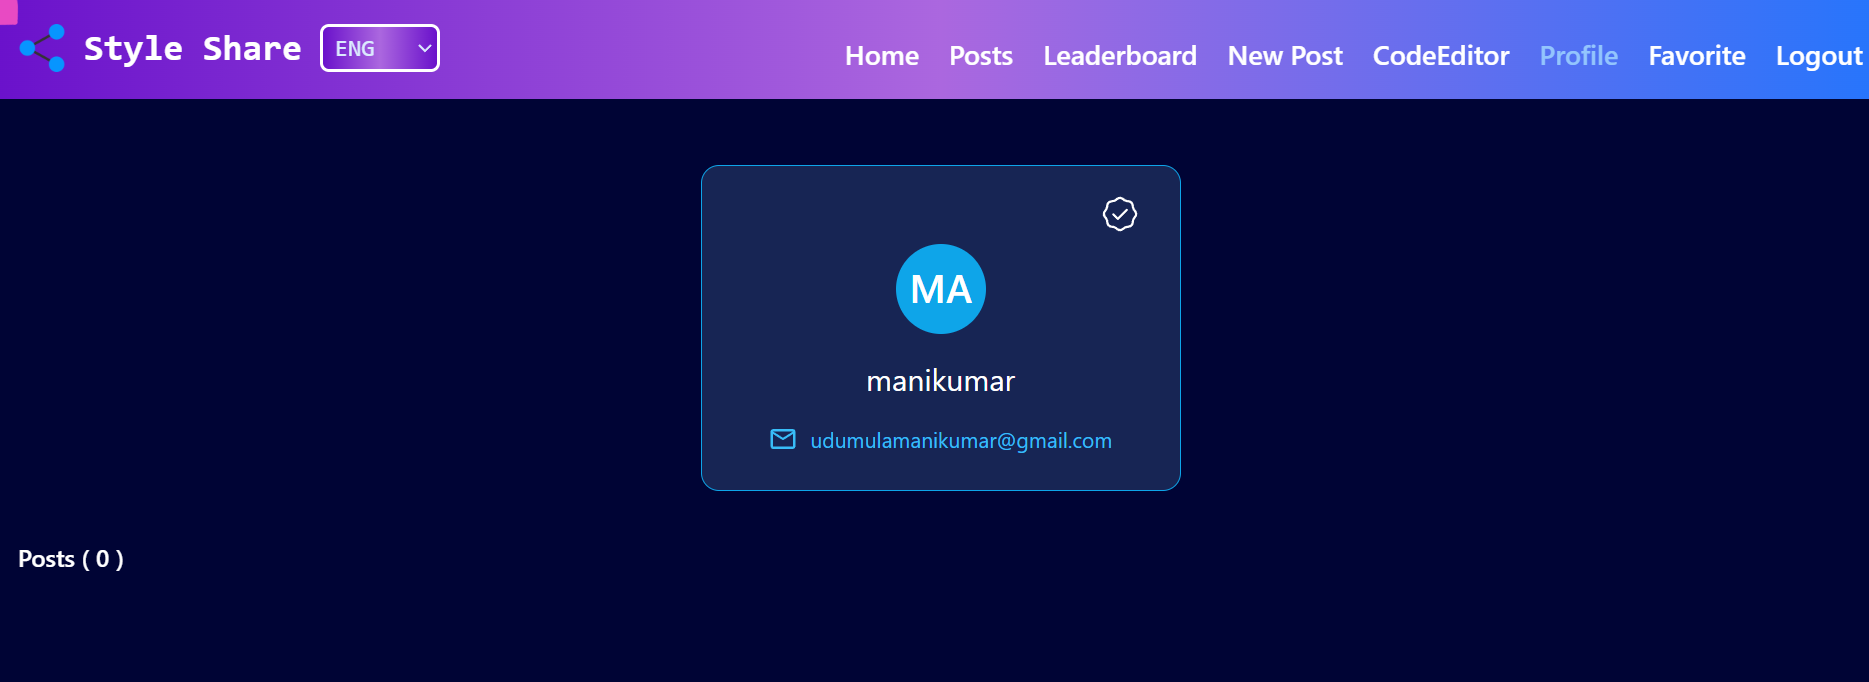 Style Share ENG Home Posts Leaderboard New Post CodeEditor Profile Favorite Logout
MA
manikumar
udumulamanikumar@gmail.com
Posts ( 0 )